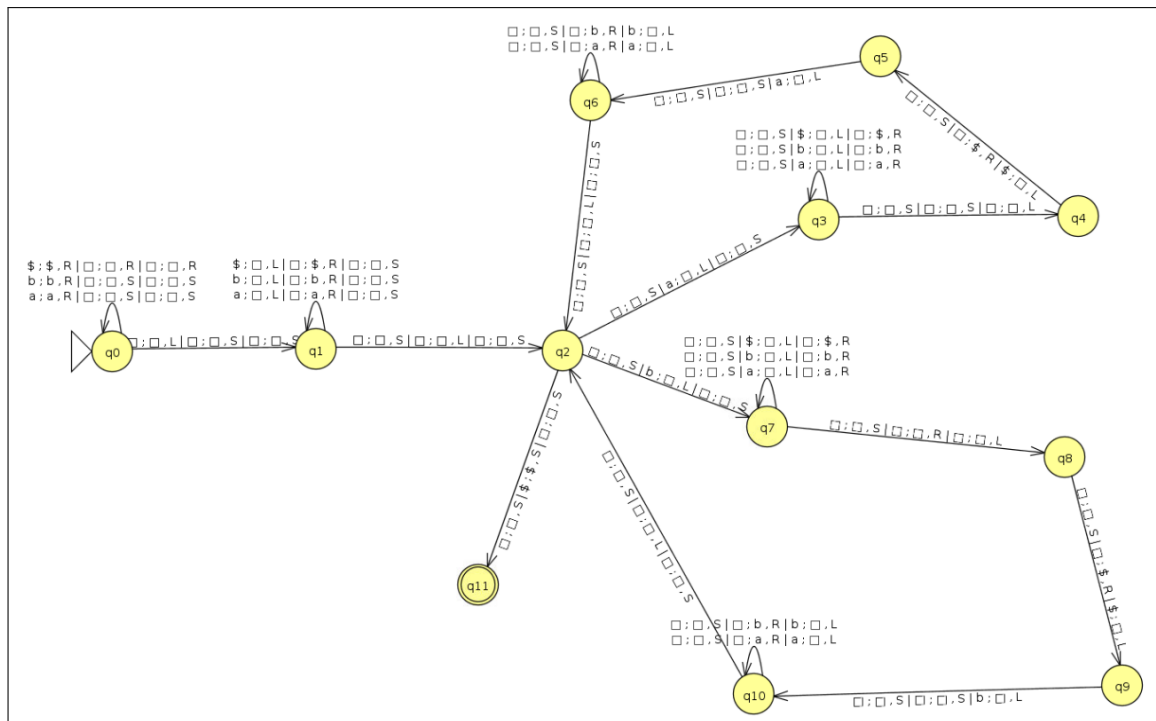 □;□,S|□;b,R|b;□,L
□;□,S|□;a,R|a;□,L
q6
q5
□;□,S|□;□,S|a;□,L
□;□,S|□;$,R|$;□,L
□;□,S|$;□,L|□;$,R
□;□,S|b;□,L|□;b,R
□;□,S|a;□,L|□;a,R
q3
□;□,S|□;□,S|□;□,L
q4
□;□,S|□;□,L|□;□,S
□;□,S|a;□,L|□;□,S
$;$,R|□;□,R|□;□,R
b;b,R|□;□,S|□;□,S
a;a,R|□;□,S|□;□,S
q0
□;□,L|□;□,S|□;□,S
$;□,L|□;$,R|□;□,S
b;□,L|□;b,R|□;□,S
a;□,L|□;a,R|□;□,S
q1
□;□,S|□;□,L|□;□,S
q2
□;□,S|b;□,L|□;□,S
□;□,S|$;□,L|□;$,R
□;□,S|b;□,L|□;b,R
□;□,S|a;□,L|□;a,R
q7
□;□,S|□;□,R|□;□,L
q8
□;□,S|$;$,S|□;□,S
q11
□;□,S|□;□,L|□;□,S
□;□,S|□;$,R|$;□,L
□;□,S|□;b,R|b;□,L
□;□,S|□;a,R|a;□,L
q10
□;□,S|□;□,S|b;□,L
q9